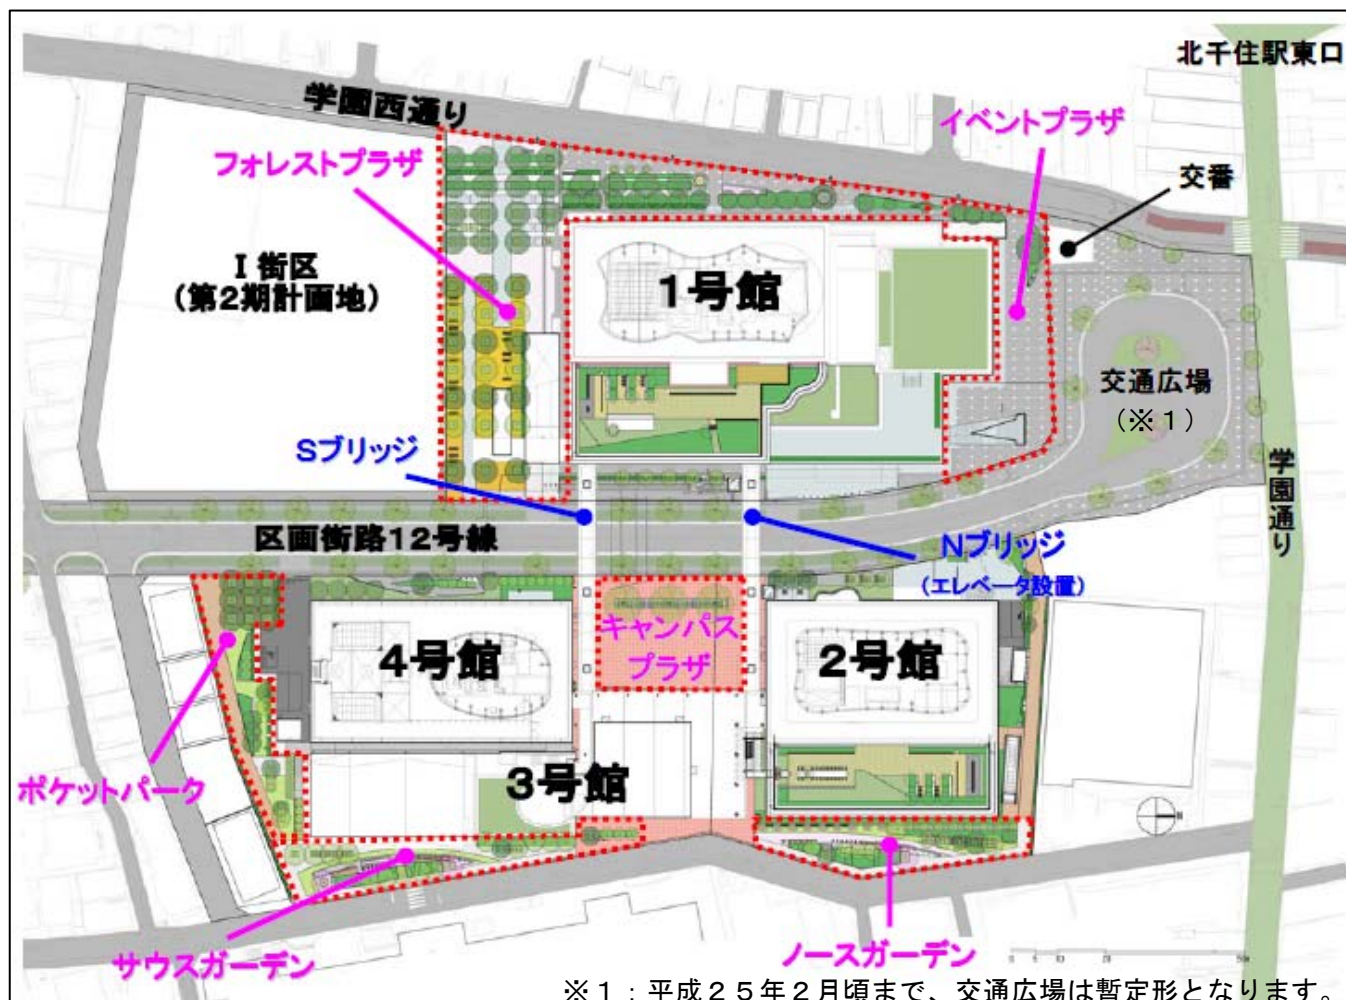 北千住駅東口
学園西通り
イベントプラザ
フォレストプラザ
交番
Ⅰ街区
(第2期計画地)
1号館
交通広場
(※1)
Sブリッジ
学園通り
区画街路12号線
Nブリッジ
(エレベータ設置)
キャンパス
プラザ
4号館
2号館
ポケットパーク
3号館
N
サウスガーデン
ノースガーデン
0 5 10 20 50m
※1:平成25年2月頃まで、交通広場は暫定形となります。